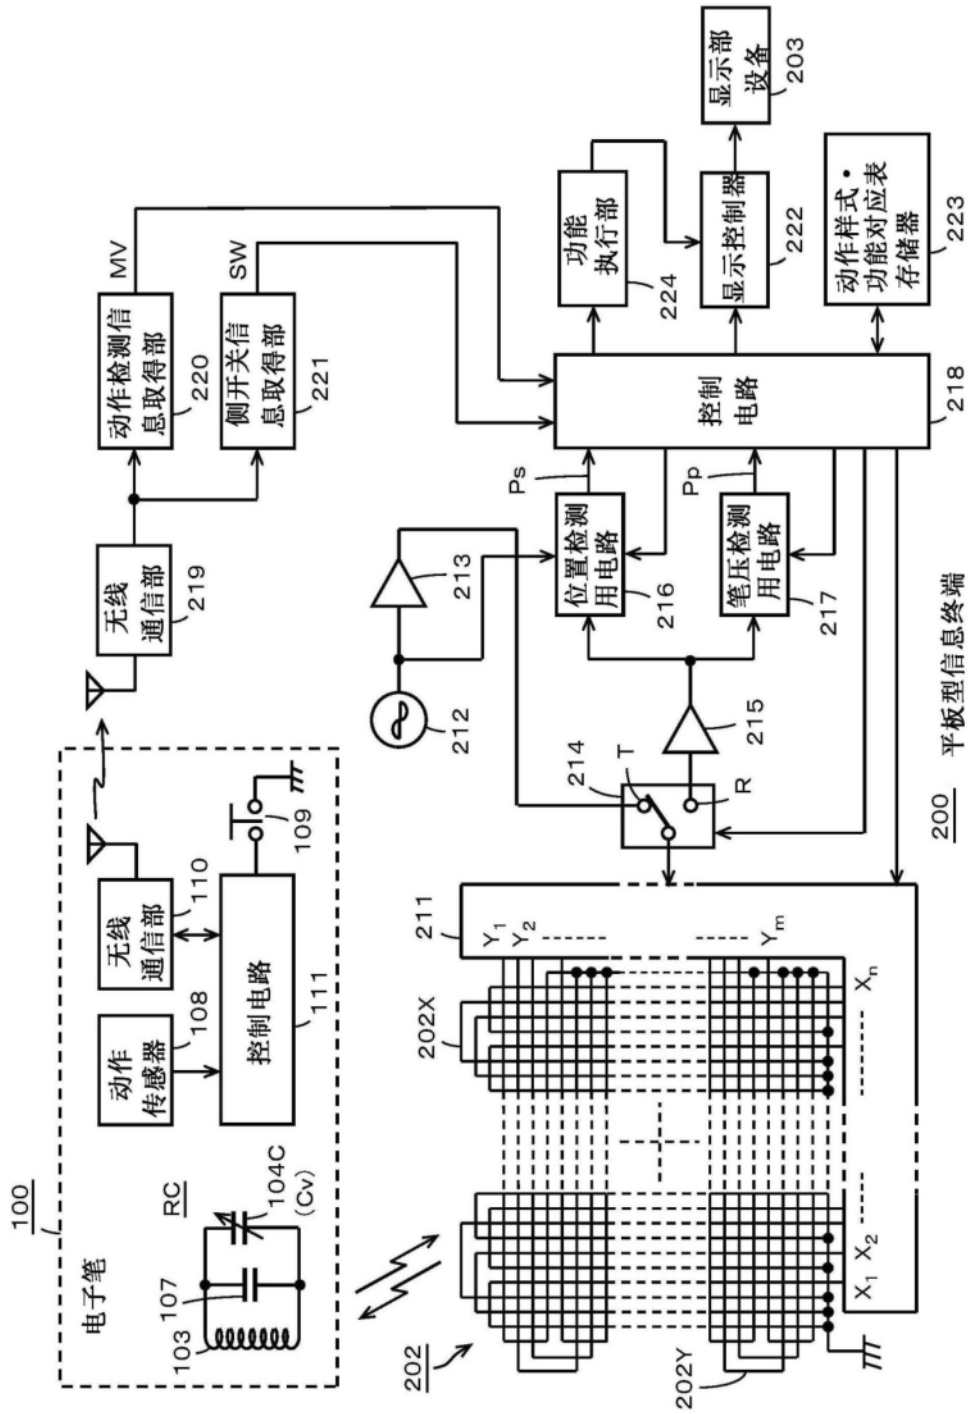 100
电子笔
103
107
RC
104C
(Cv)
动作
传感器
108
无线
通信部
110
控制电路
111
109
无线
通信部
219
动作检测信
息取得部
220
侧开关信
息取得部
221
MV
SW
212
213
214
T
R
215
位置检测
用电路
216
Ps
笔压检测
用电路
217
Pp
控制
电路
218
功能
执行部
224
显示控制器
222
显示部
设备
203
动作样式·
功能对应表
存储器
223
202
202X
202Y
211
Y1
Y2
Ym
X1
X2
Xn
200
平板型信息终端